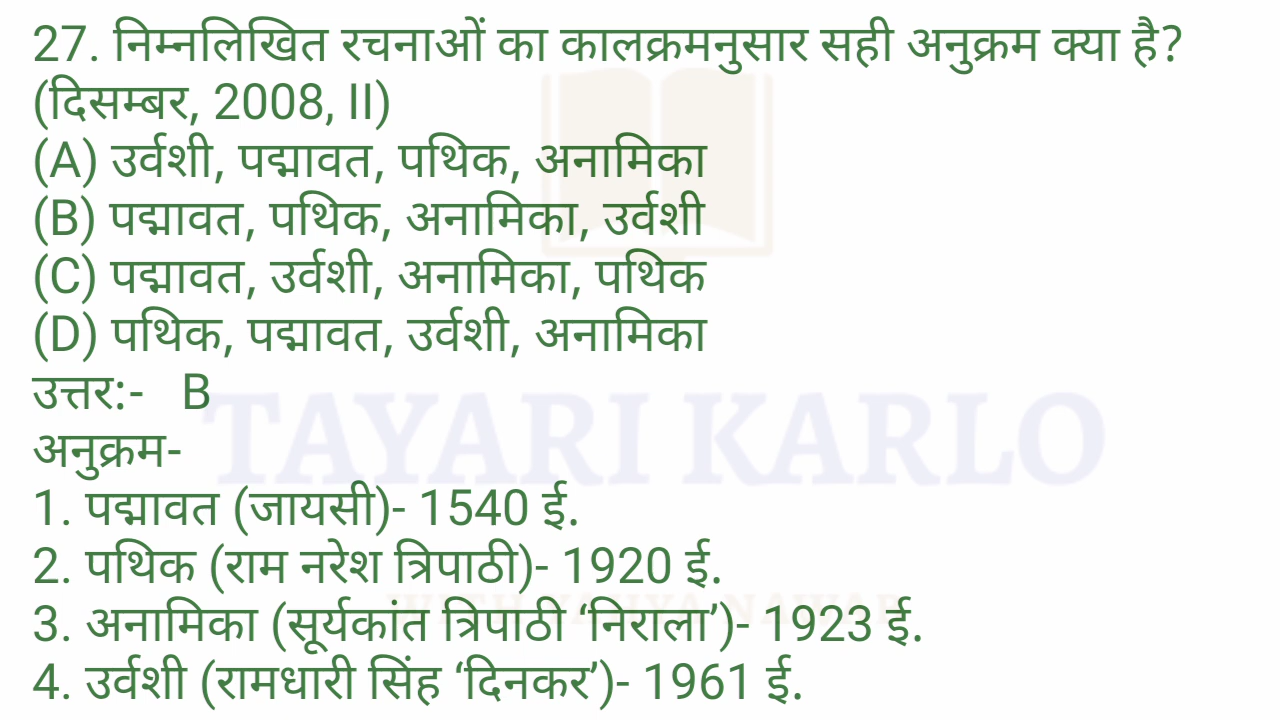 27. निम्नलिखित रचनाओं का कालक्रमनुसार सही अनुक्रम क्या है?
(दिसम्बर, 2008, II)
(A) उर्वशी, पद्मावत, पथिक, अनामिका
(B) पद्मावत, पथिक, अनामिका, उर्वशी
(C) पद्मावत, उर्वशी, अनामिका, पथिक
(D) पथिक, पद्मावत, उर्वशी, अनामिका
उत्तर:- B
TAYARI KARLO
अनुक्रम-
1. पद्मावत (जायसी)- 1540 ई.
2. पथिक (राम नरेश त्रिपाठी)- 1920 ई.
3. अनामिका (सूर्यकांत त्रिपाठी ‘निराला’)- 1923 ई.
4. उर्वशी (रामधारी सिंह ‘दिनकर’)- 1961 ई.